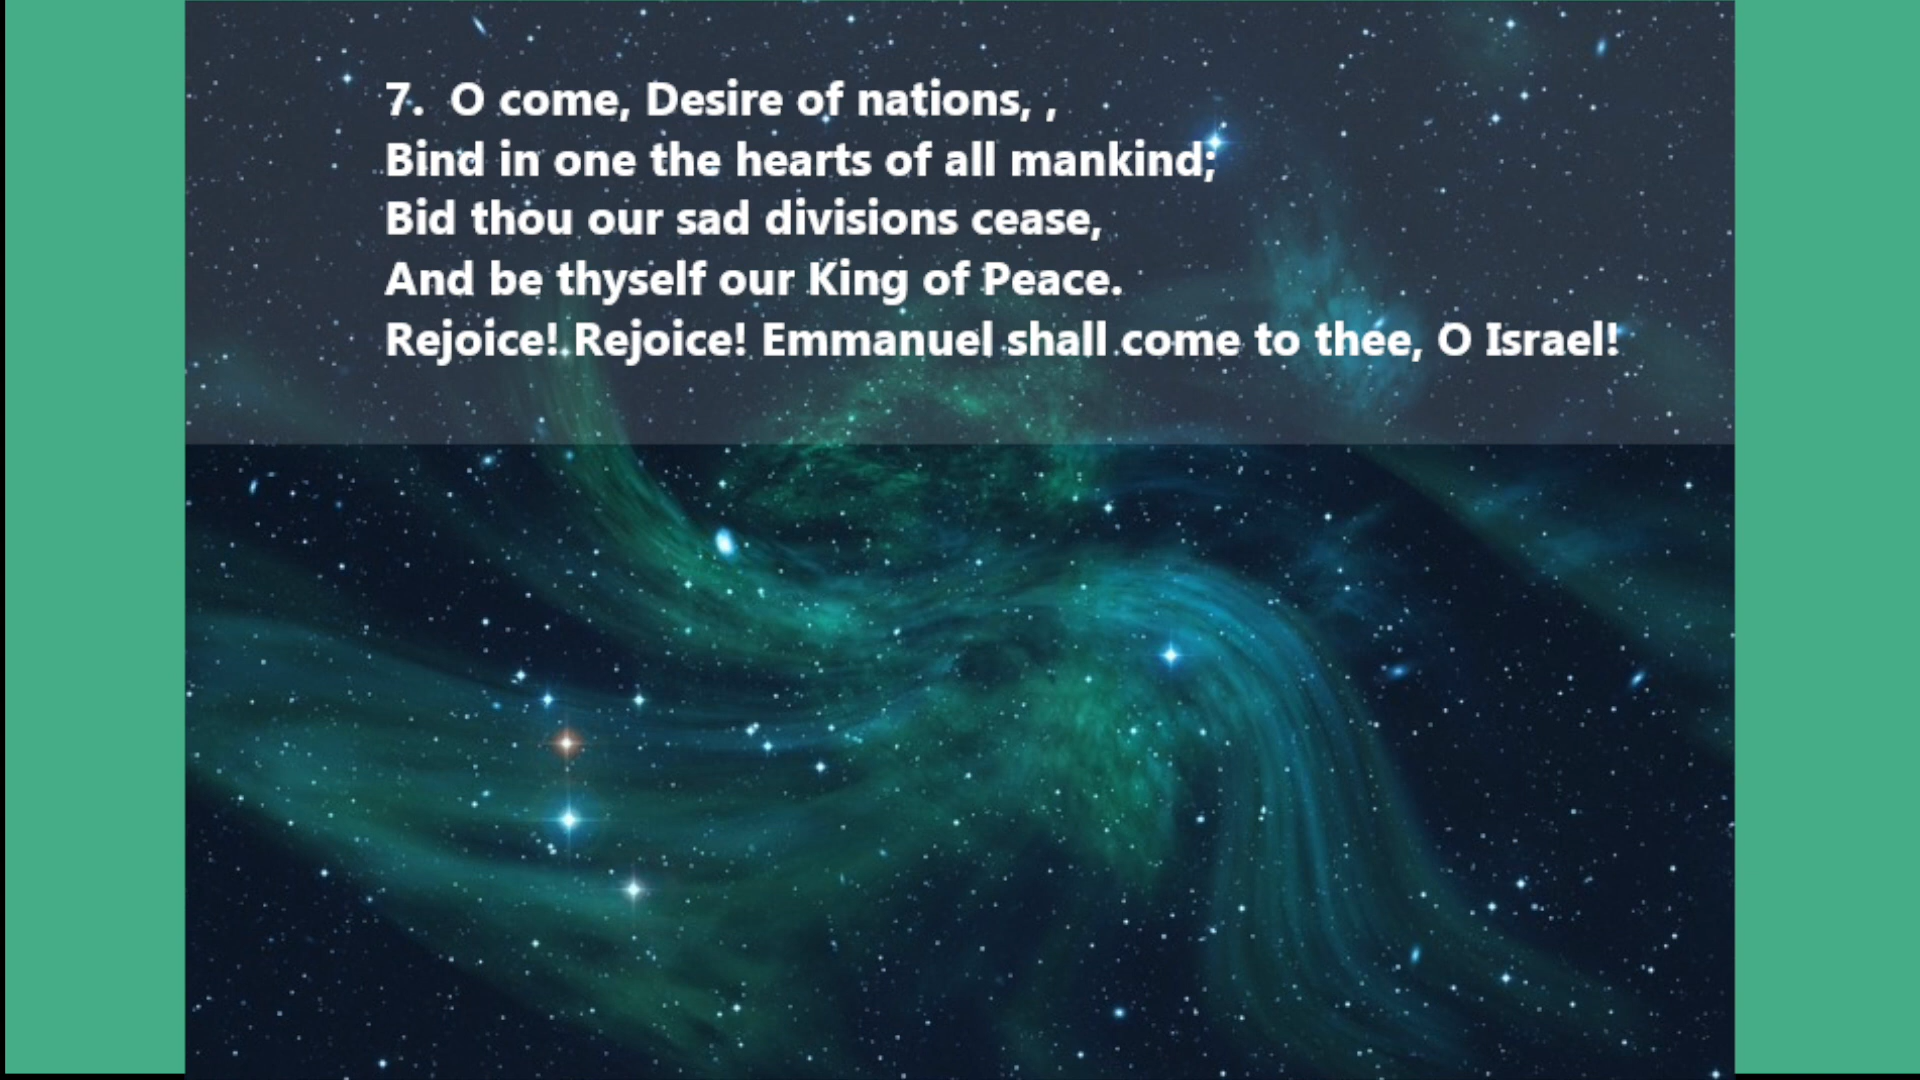 7.  O come, Desire of nations, ,
Bind in one the hearts of all mankind;
Bid thou our sad divisions cease,
And be thyself our King of Peace.
Rejoice! Rejoice! Emmanuel shall come to thee, O Israel!